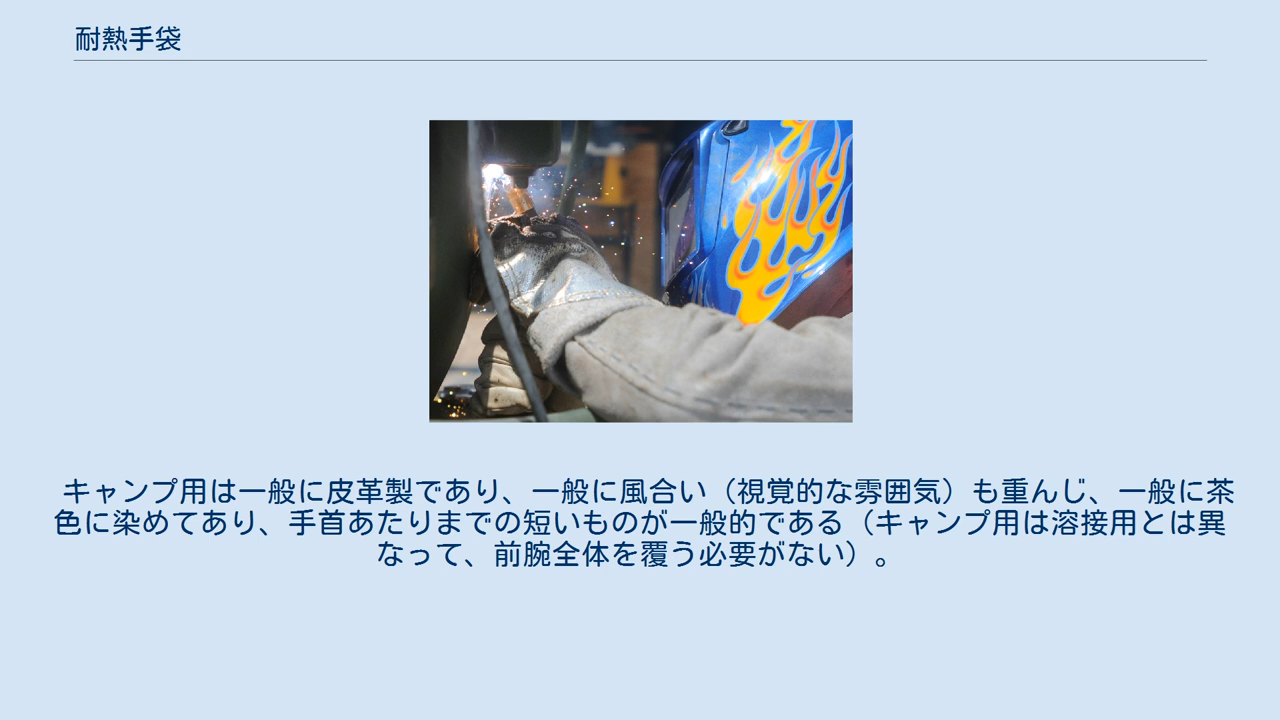 耐熱手袋
キャンプ用は一般に皮革製であり、一般に風合い（視覚的な雰囲気）も重んじ、一般に茶
色に染めてあり、手首あたりまでの短いものが一般的である（キャンプ用は溶接用とは異
なって、前腕全体を覆う必要がない）。